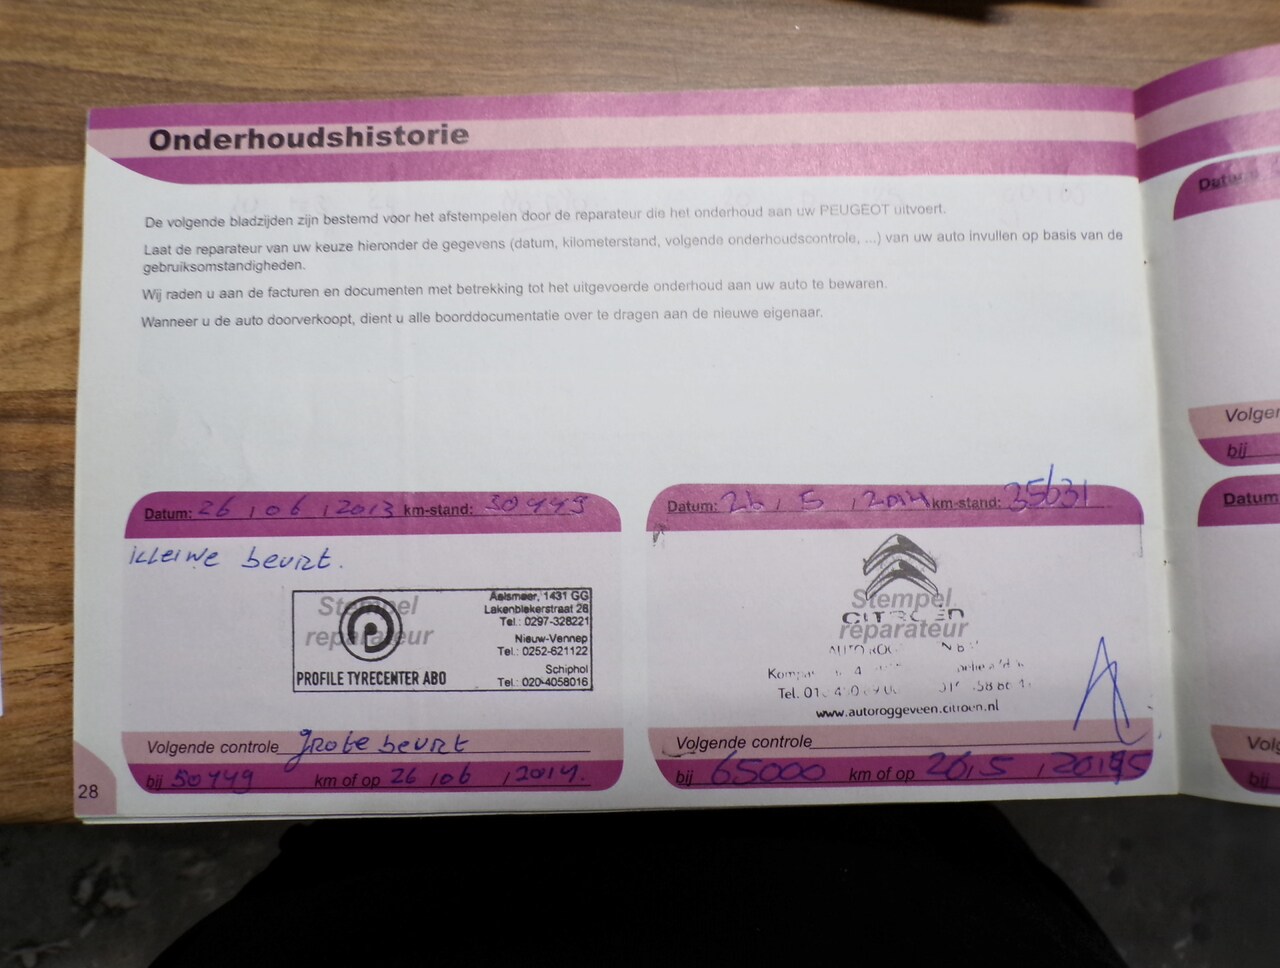 Onderhoudshistorie
De volgende bladzijden zijn bestemd voor het afstempelen door de reparateur die het onderhoud aan uw PEUGEOT uitvoert.
Laat de reparateur van uw keuze hieronder de gegevens (datum, kilometerstand, volgende onderhoudscontrole, ...) van uw auto invullen op basis van de
gebruiksomstandigheden.
Wij raden u aan de facturen en documenten met betrekking tot het uitgevoerde onderhoud aan uw auto te bewaren.
Wanneer u de auto doorverkoopt, dient u alle boorddocumentatie over te dragen aan de nieuwe eigenaar.
Datum: 26 / 06 / 2013 km-stand: 30449
kleine beurt.
Stempel
reparateur
PROFILE TYRECENTER ABO
Aalsmeer, 1431 GG
Lakenblekerstraat 28
Tel.: 0297-328221
Nieuw-Vennep
Tel.: 0252-621122
Schiphol
Tel.: 020-4058016
Volgende controle grote beurt
bij 50449 km of op 26 / 06 / 2014.
28
Datum: 26 / 5 / 2014 km-stand: 35631
Stempel
CITROEN
reparateur
Tel.
www.autoroggeveen.citroen.nl
Volgende controle
bij 65000 km of op 26 / 5 / 2015
Datum
Volge
bij
Datum
Vol
bij